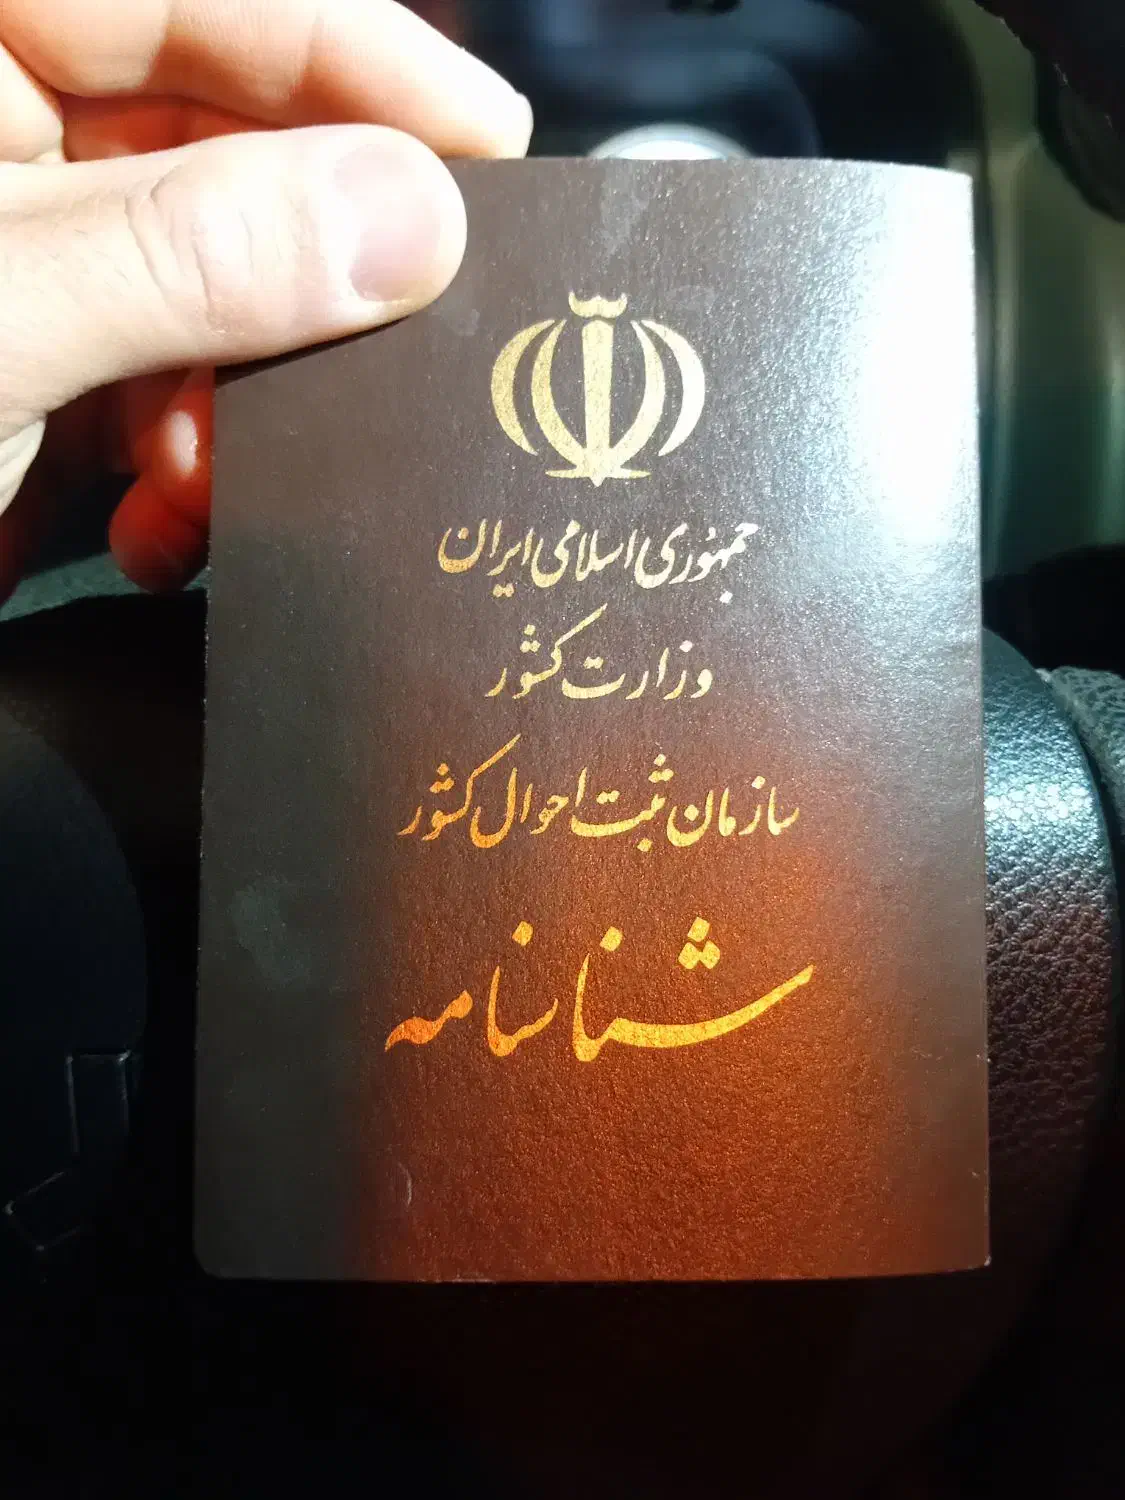 جمهوری اسلامی ایران
وزارت کشور
سازمان ثبت احوال کشور
شناسنامه